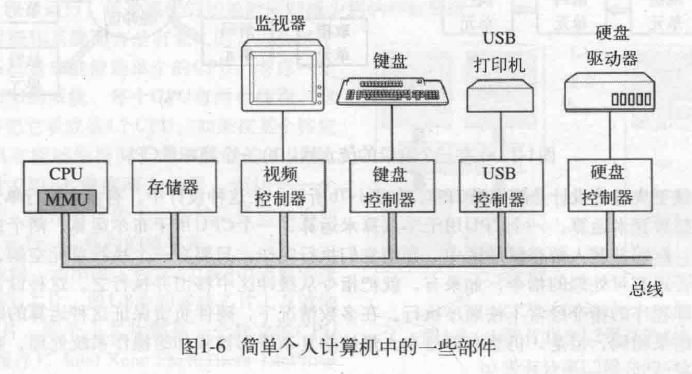 监视器
键盘
USB
打印机
硬盘
驱动器
CPU
MMU
存储器
视频
控制器
键盘
控制器
USB
控制器
硬盘
控制器
总线
图1-6 简单个人计算机中的一些部件